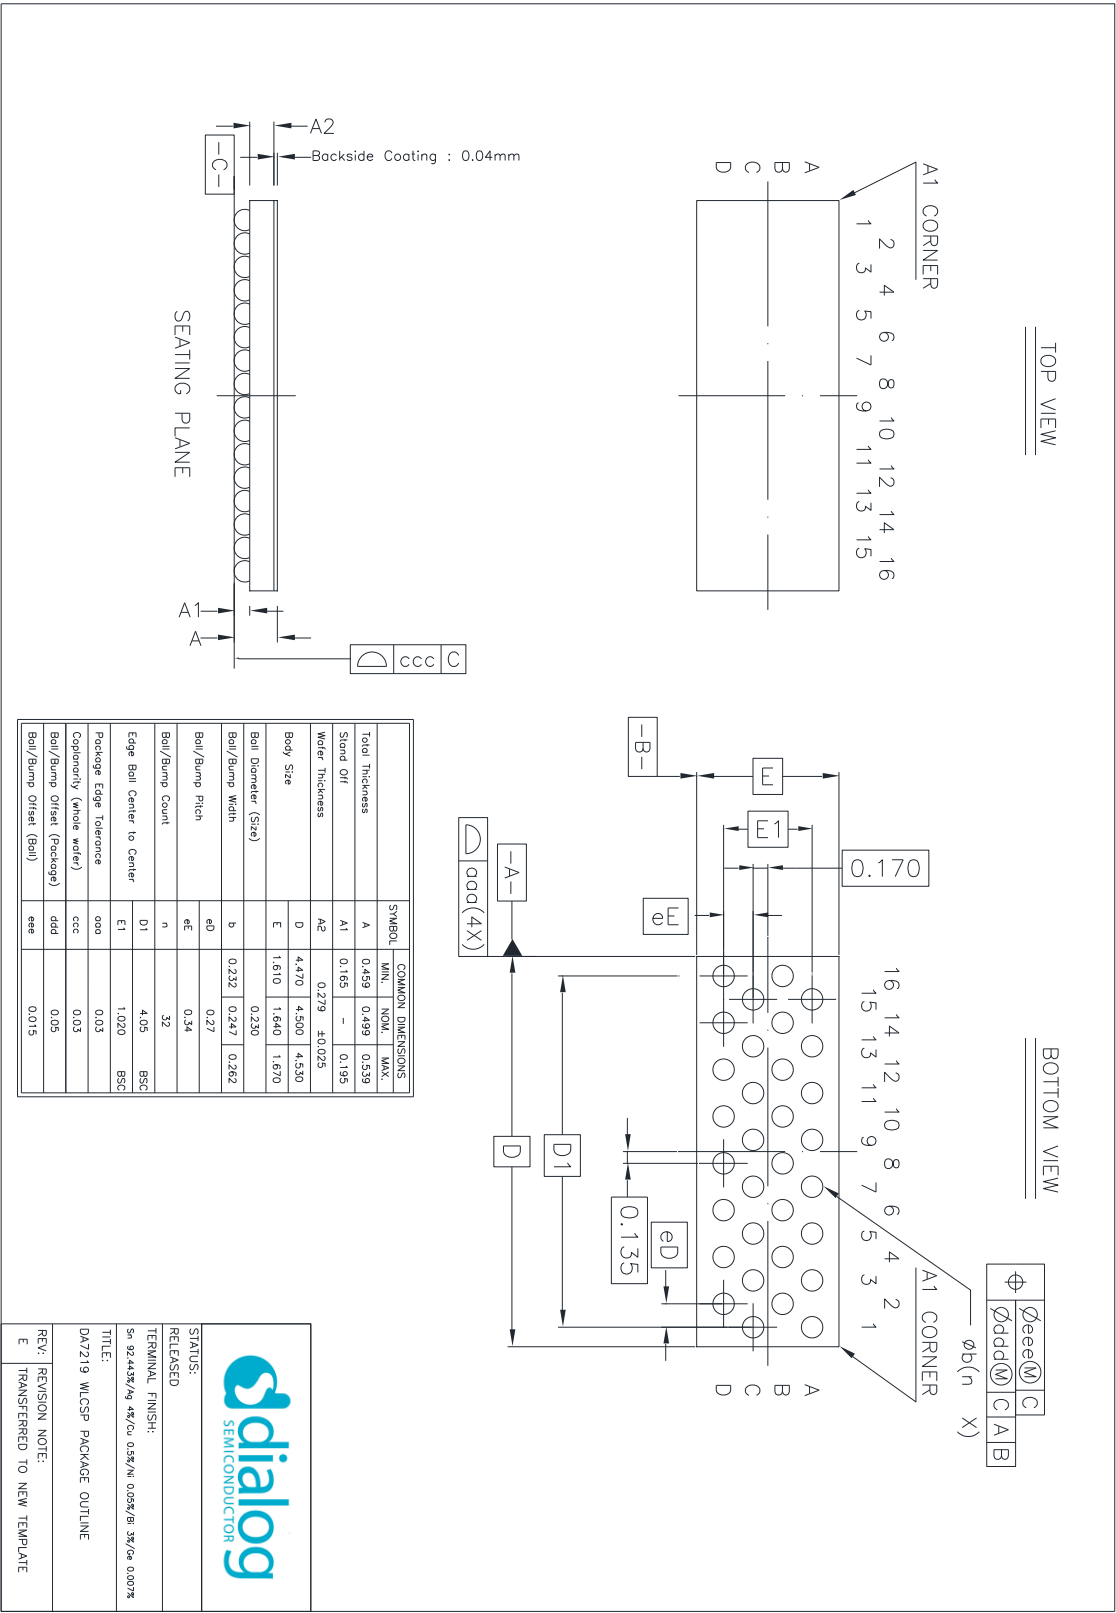 TOP VIEW
A1 CORNER
2 4 6 8 10 12 14 16
1 3 5 7 9 11 13 15
A
B
C
D
A2
Backside Coating : 0.04mm
-C-
SEATING PLANE
A1
A
⌓ ccc C
BOTTOM VIEW
⌖ Øeee Ⓜ C
Øddd Ⓜ C A B
øb(n X)
A1 CORNER
16 14 12 10 8 6 4 2
15 13 11 9 7 5 3 1
A
B
C
D
0.170
E
E1
eE
-B-
-A-
⌓ aaa(4X)
eD
0.135
D1
D
SYMBOL COMMON DIMENSIONS
MIN. NOM. MAX.
Total Thickness A 0.459 0.499 0.539
Stand Off A1 0.165 - 0.195
Wafer Thickness A2 0.279 ±0.025
Body Size D 4.470 4.500 4.530
E 1.610 1.640 1.670
Ball Diameter (Size) 0.230
Ball/Bump Width b 0.232 0.247 0.262
Ball/Bump Pitch eD 0.27
eE 0.34
Ball/Bump Count n 32
Edge Ball Center to Center D1 4.05 BSC
E1 1.020 BSC
Package Edge Tolerance aaa 0.03
Coplanarity (whole wafer) ccc 0.03
Ball/Bump Offset (Package) ddd 0.05
Ball/Bump Offset (Ball) eee 0.015
dialog
SEMICONDUCTOR
STATUS:
RELEASED
TERMINAL FINISH:
Sn 92.443%/Ag 4%/Cu 0.5%/Ni 0.05%/Bi 3%/Ge 0.007%
TITLE:
DA7219 WLCSP PACKAGE OUTLINE
REV: REVISION NOTE:
E TRANSFERRED TO NEW TEMPLATE